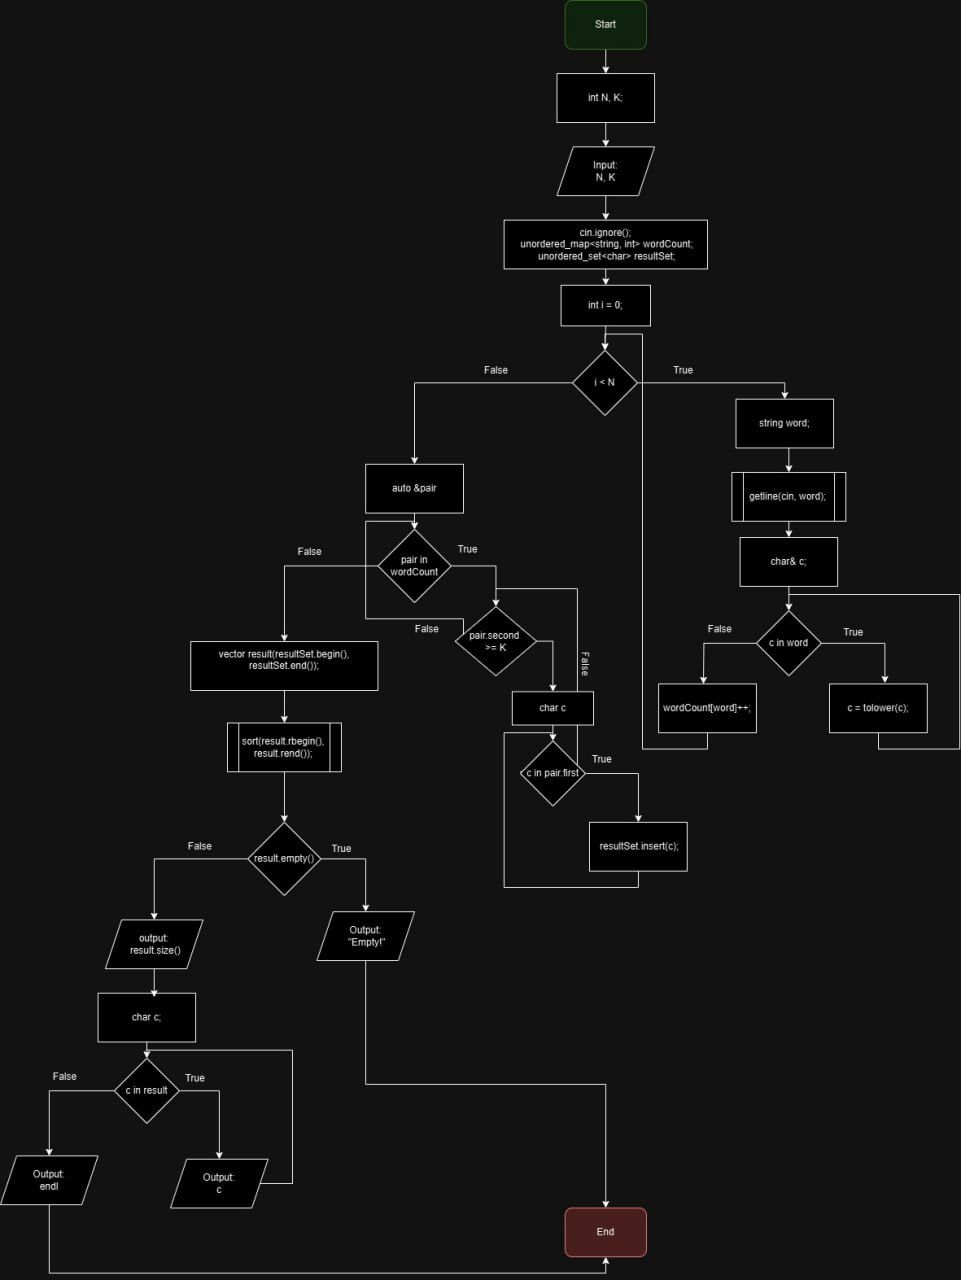 Start
int N, K;
Input:
N, K
cin.ignore();
unordered_map<string, int> wordCount;
unordered_set<char> resultSet;
int i = 0;
i < N
False
True
string word;
getline(cin, word);
char& c;
c in word
False
True
wordCount[word]++;
c = tolower(c);
auto &pair
pair in
wordCount
False
True
pair.second
>= K
False
char c
False
c in pair.first
True
resultSet.insert(c);
vector result(resultSet.begin(),
resultSet.end());
sort(result.rbegin(),
result.rend());
result.empty()
False
True
output:
result.size()
Output:
"Empty!"
char c;
c in result
False
True
Output:
endl
Output:
c
End